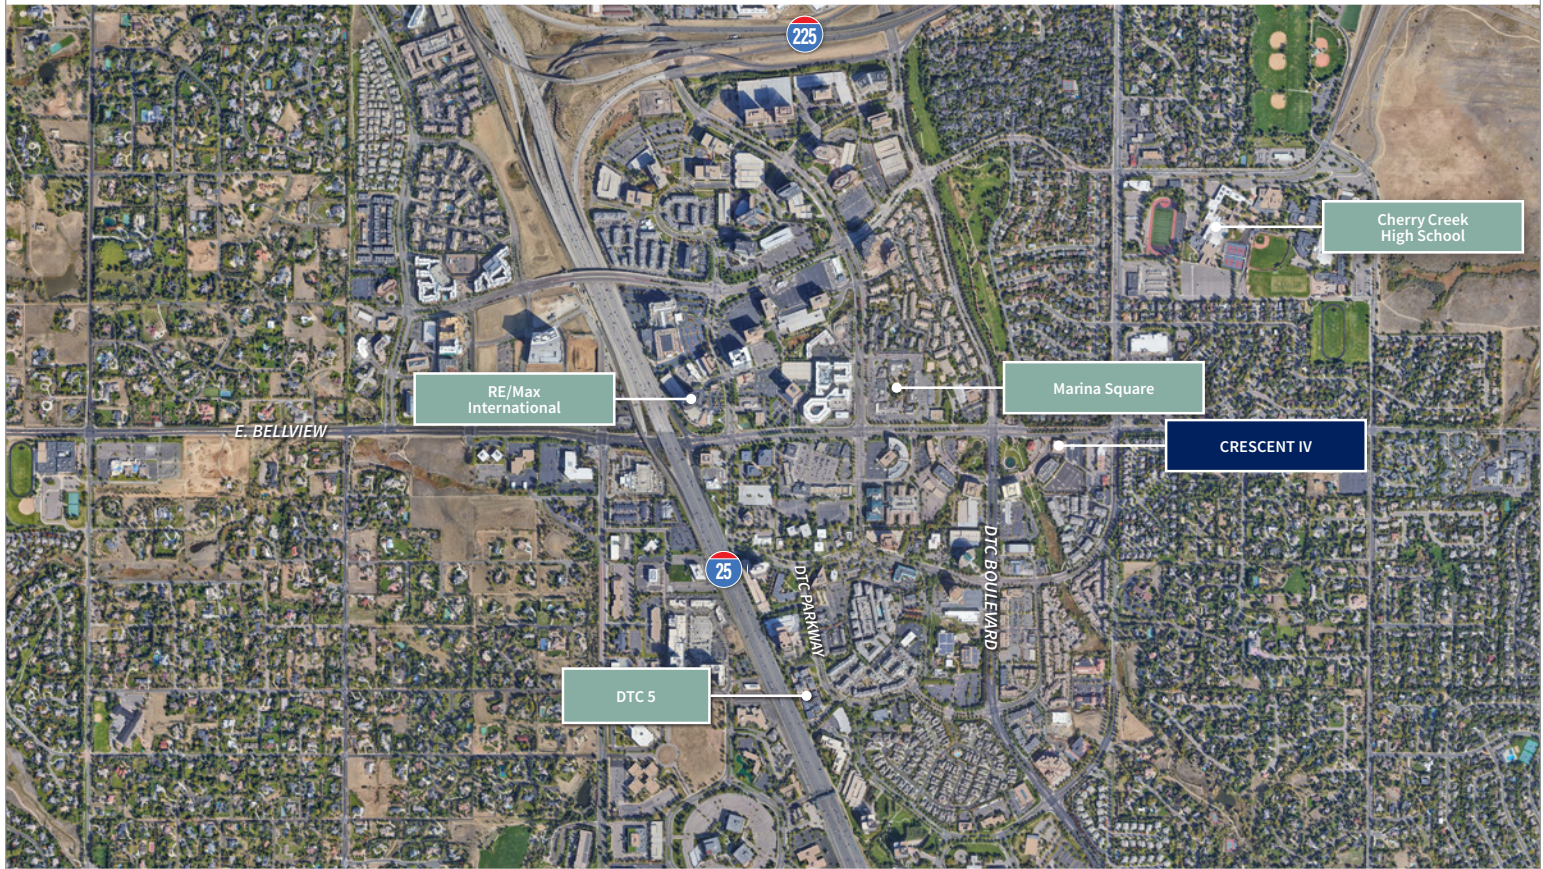 225
Cherry Creek
High School
RE/Max
International
Marina Square
E. BELLVIEW
CRESCENT IV
DTC BOULEVARD
25
DTC PARKWAY
DTC 5